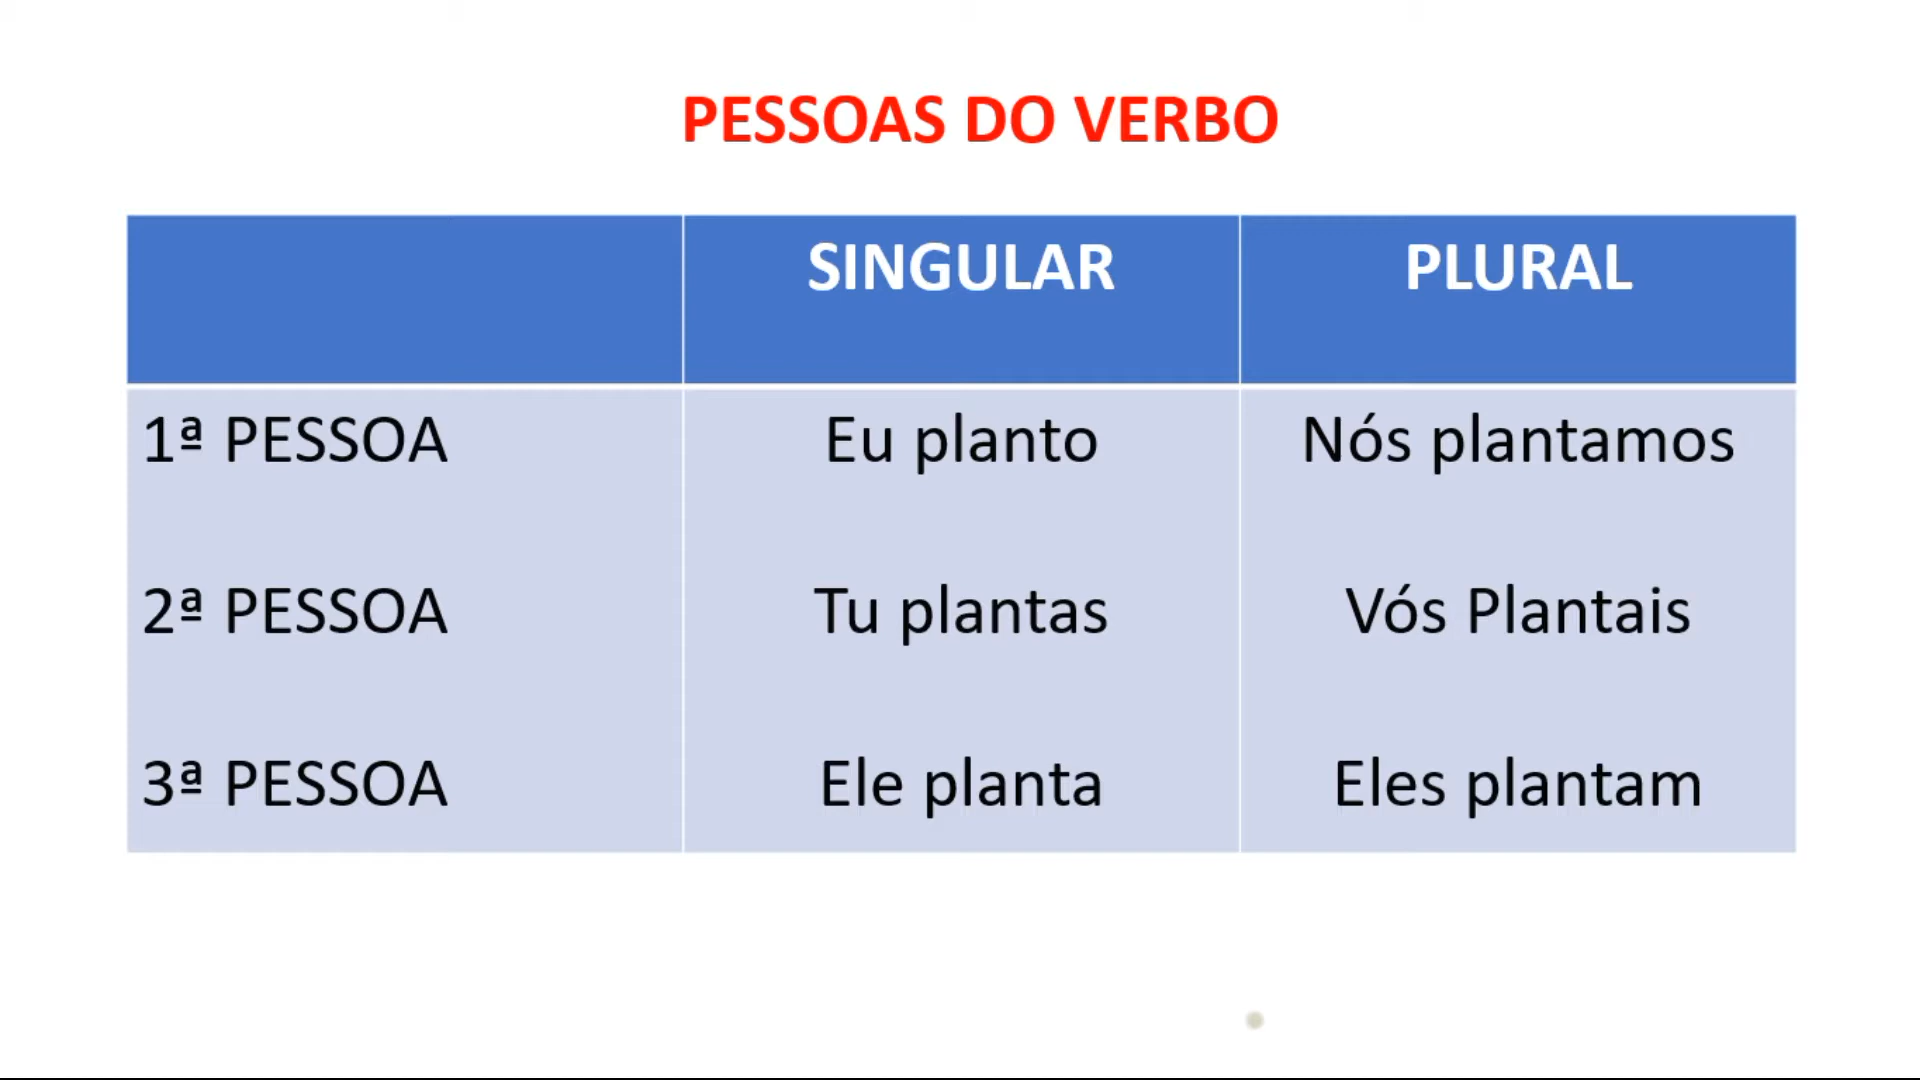 PESSOAS DO VERBO
SINGULAR PLURAL
1ª PESSOA Eu planto Nós plantamos
2ª PESSOA Tu plantas Vós Plantais
3ª PESSOA Ele planta Eles plantam